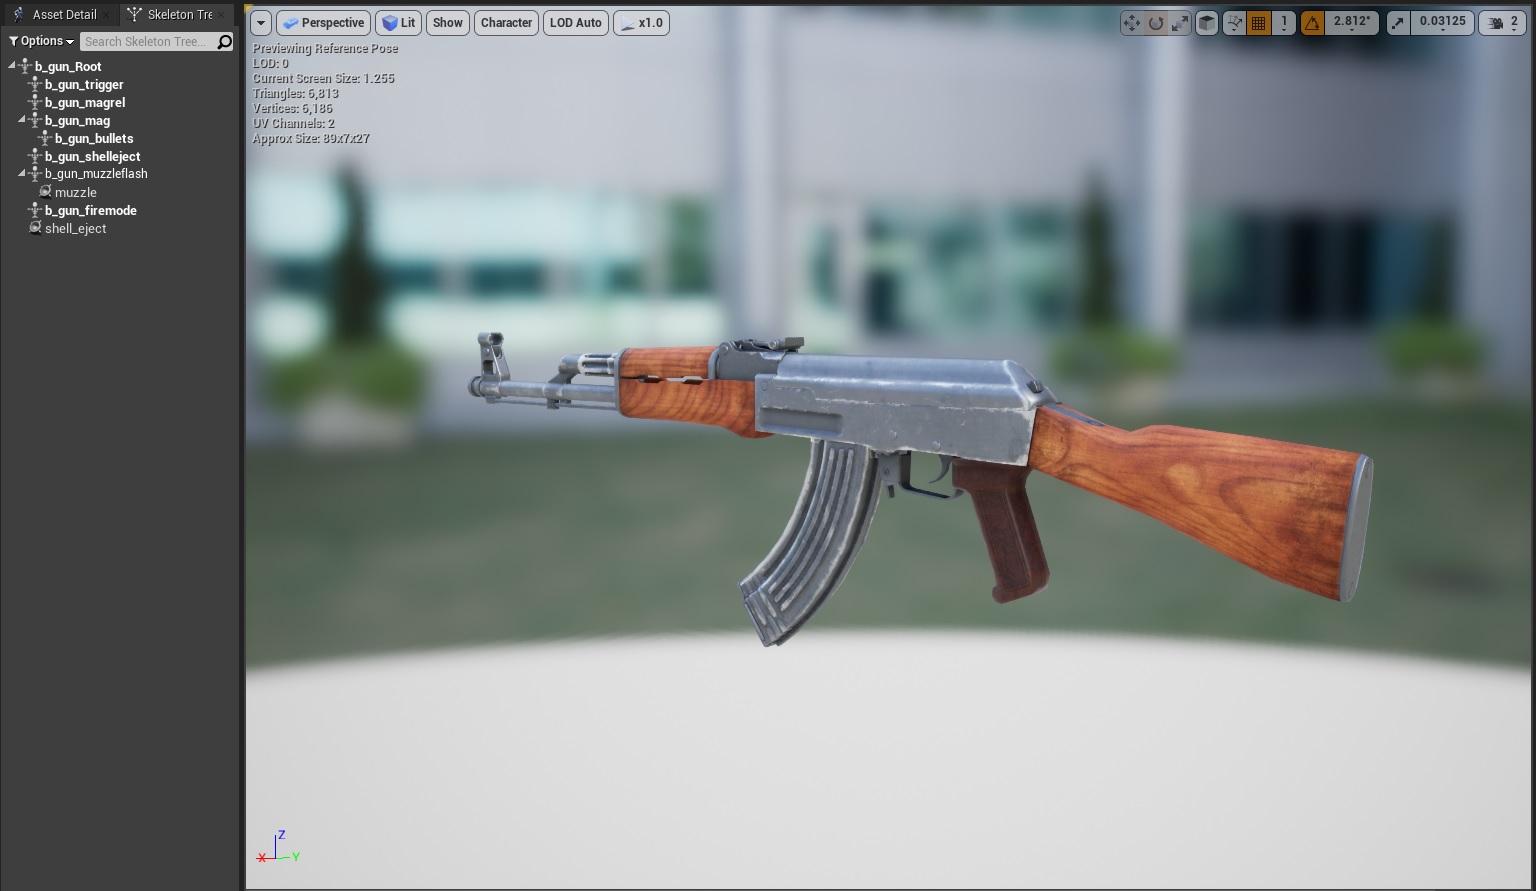 Asset Detail
Skeleton Tre
Options
Search Skeleton Tree...
b_gun_Root
b_gun_trigger
b_gun_magrel
b_gun_mag
b_gun_bullets
b_gun_shelleject
b_gun_muzzleflash
muzzle
b_gun_firemode
shell_eject
Perspective
Lit
Show
Character
LOD Auto
x1.0
1
2.812°
0.03125
2
Previewing Reference Pose
LOD: 0
Current Screen Size: 1.255
Triangles: 6,813
Vertices: 6,186
UV Channels: 2
Approx Size: 89x7x27
Z
X
Y